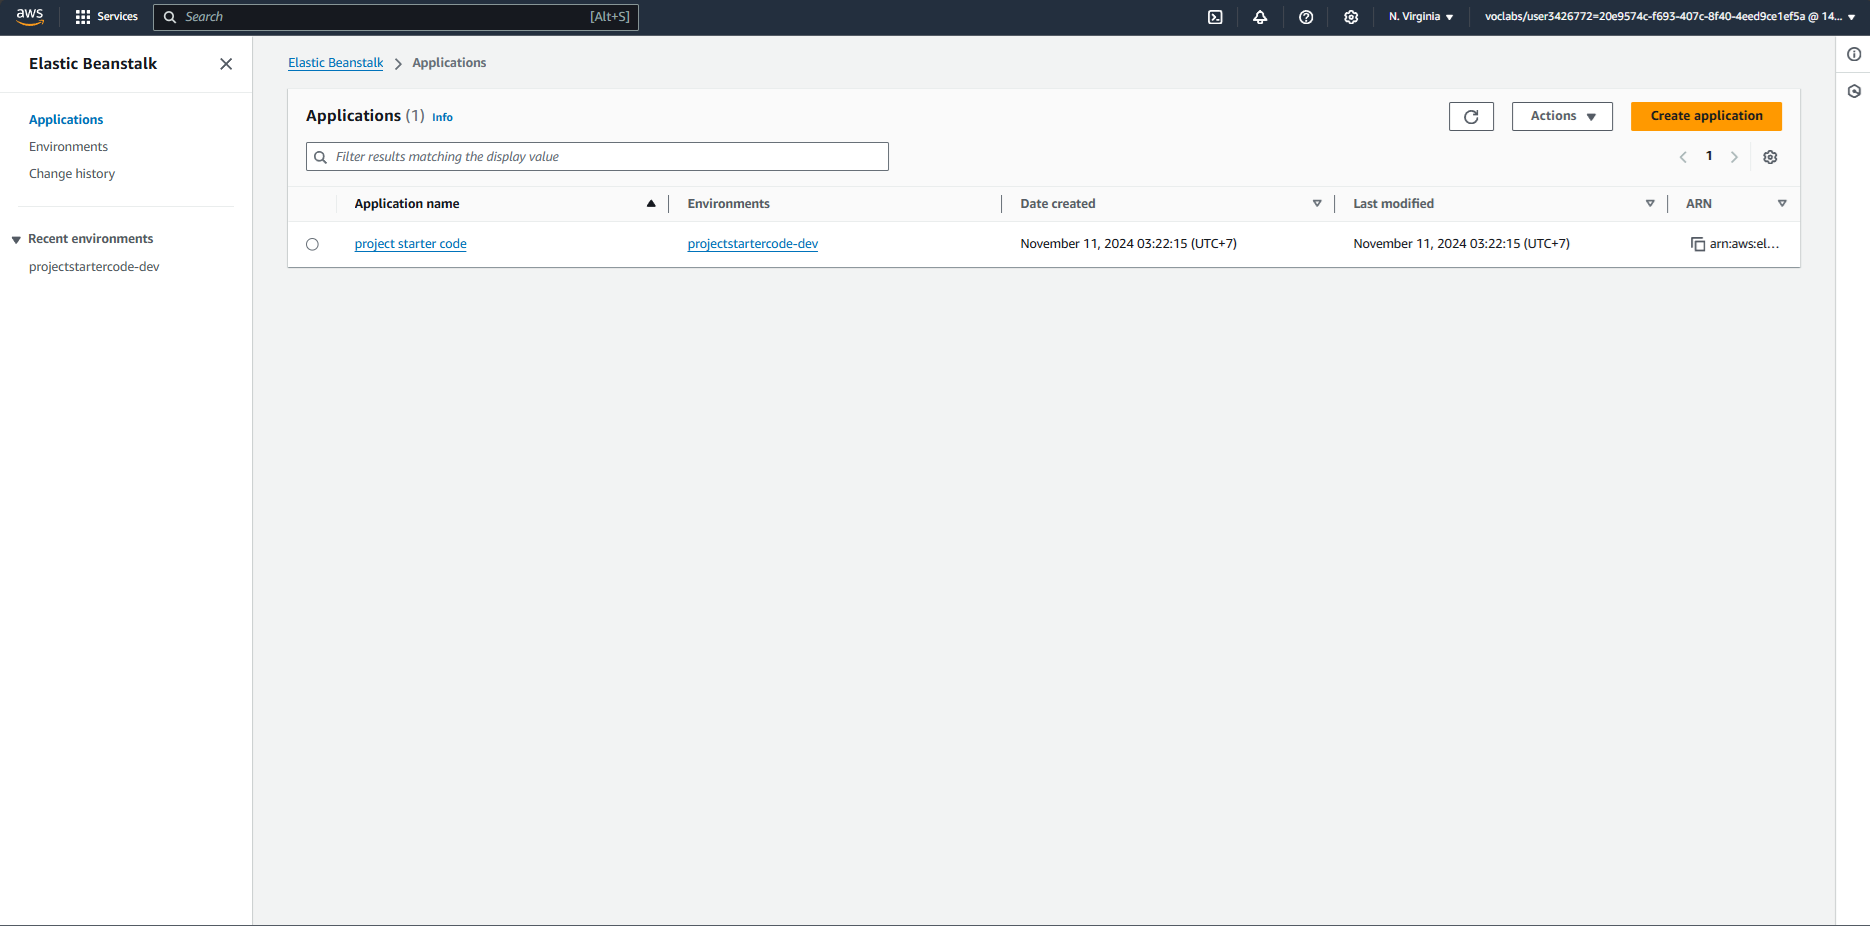 aws Services Search [Alt+S] N. Virginia voclabs/user3426772=20e9574c-f693-407c-8f40-4eed9ce1ef5a @ 14...
Elastic Beanstalk
Applications
Environments
Change history
Recent environments
projectstartercode-dev
Elastic Beanstalk Applications
Applications (1) Info Actions Create application
Filter results matching the display value 1
Application name Environments Date created Last modified ARN
project starter code projectstartercode-dev November 11, 2024 03:22:15 (UTC+7) November 11, 2024 03:22:15 (UTC+7) arn:aws:el...